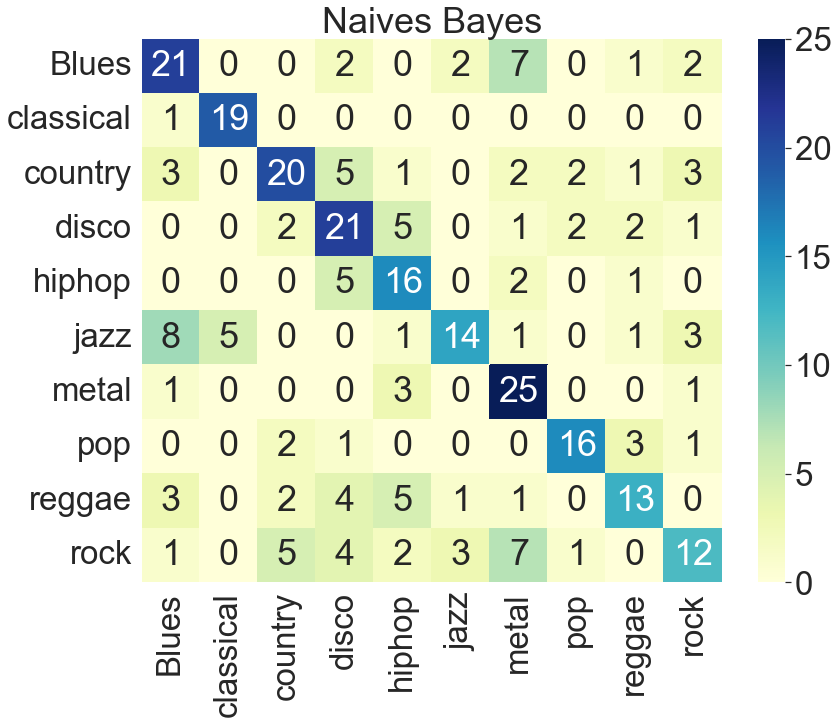 Naives Bayes
Blues 21 0 0 2 0 2 7 0 1 2
classical 1 19 0 0 0 0 0 0 0 0
country 3 0 20 5 1 0 2 2 1 3
disco 0 0 2 21 5 0 1 2 2 1
hiphop 0 0 0 5 16 0 2 0 1 0
jazz 8 5 0 0 1 14 1 0 1 3
metal 1 0 0 0 3 0 25 0 0 1
pop 0 0 2 1 0 0 0 16 3 1
reggae 3 0 2 4 5 1 1 0 13 0
rock 1 0 5 4 2 3 7 1 0 12
Blues classical country disco hiphop jazz metal pop reggae rock
25
20
15
10
5
0